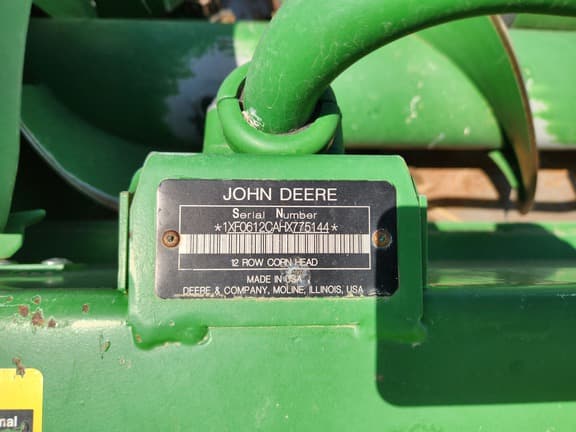 JOHN DEERE
Serial Number
*1XF0612CAHX775144*
12 ROW CORN HEAD
MADE IN USA
DEERE & COMPANY, MOLINE, ILLINOIS, USA